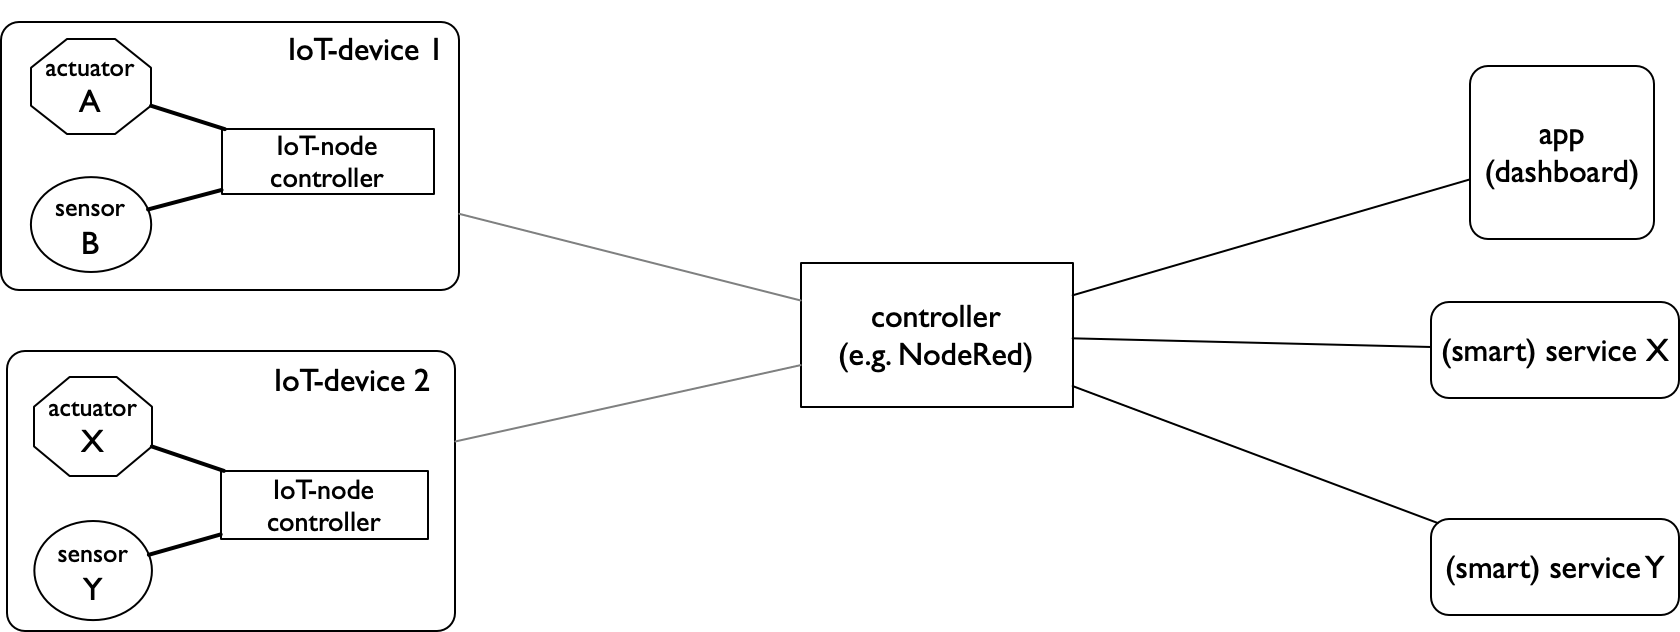 IoT-device 1
actuator
A
IoT-node
controller
sensor
B
IoT-device 2
actuator
X
IoT-node
controller
sensor
Y
controller
(e.g. NodeRed)
app
(dashboard)
(smart) service X
(smart) service Y